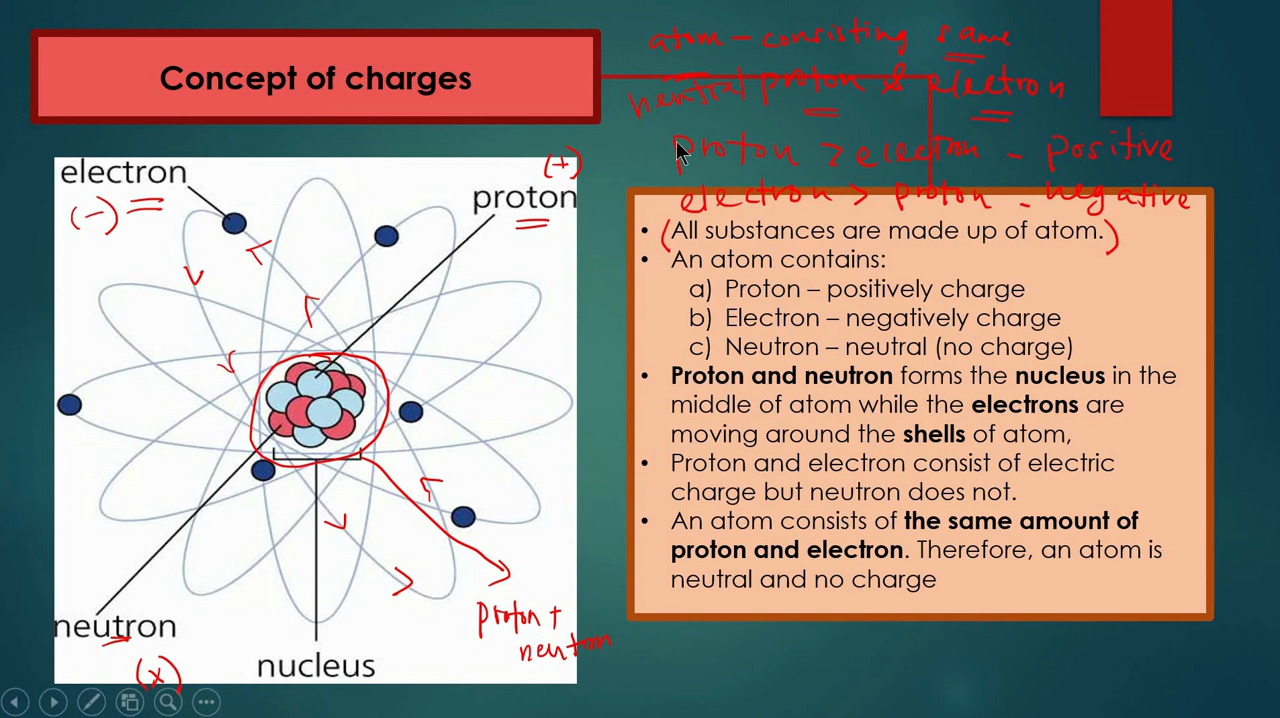 Concept of charges
atom – consisting same
neutral proton & electron
proton > electron – positive
electron > proton – negative
electron
(–)
(+)
proton
neutron
(x)
nucleus
proton +
neutron
• (All substances are made up of atom.)
• An atom contains:
a) Proton – positively charge
b) Electron – negatively charge
c) Neutron – neutral (no charge)
• Proton and neutron forms the nucleus in the
middle of atom while the electrons are
moving around the shells of atom,
• Proton and electron consist of electric
charge but neutron does not.
• An atom consists of the same amount of
proton and electron. Therefore, an atom is
neutral and no charge